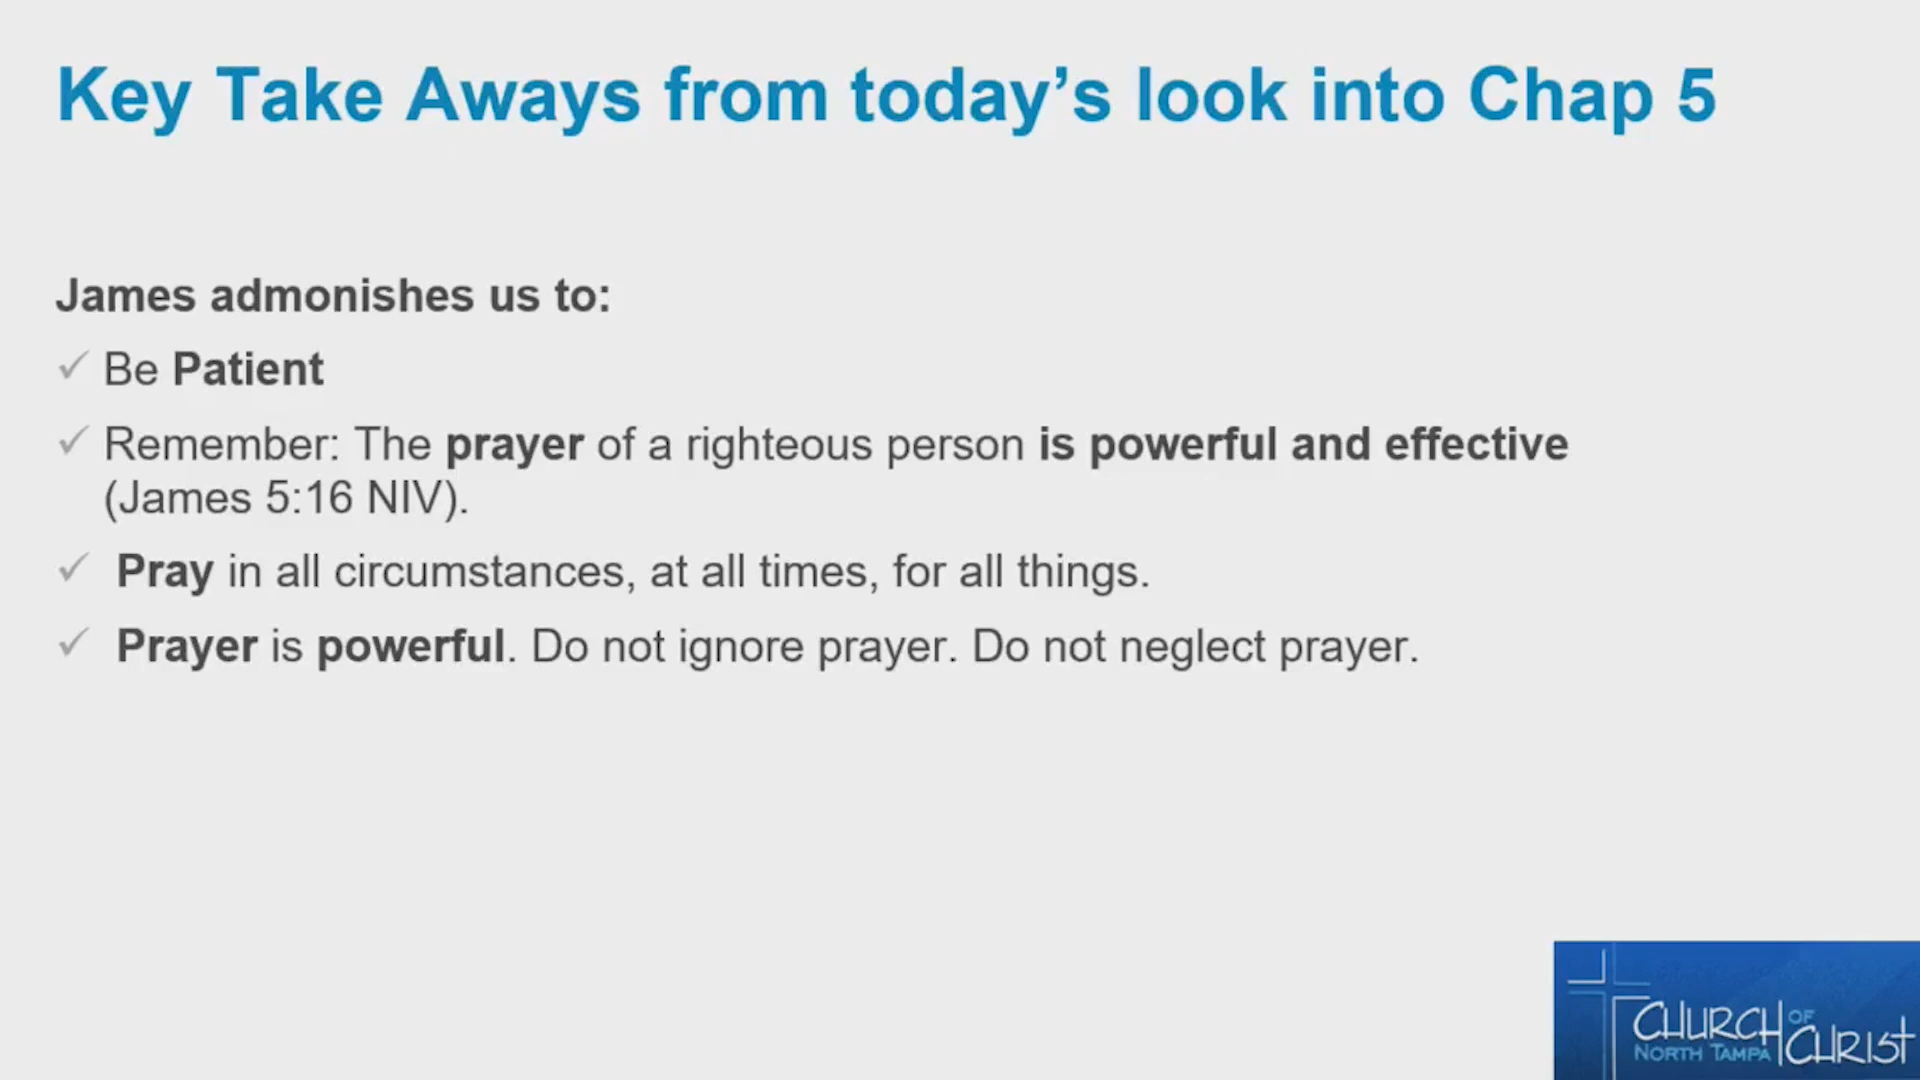 Key Take Aways from today’s look into Chap 5
James admonishes us to:
✓ Be Patient
✓ Remember: The prayer of a righteous person is powerful and effective
(James 5:16 NIV).
✓ Pray in all circumstances, at all times, for all things.
✓ Prayer is powerful. Do not ignore prayer. Do not neglect prayer.
CHURCH OF CHRIST
NORTH TAMPA